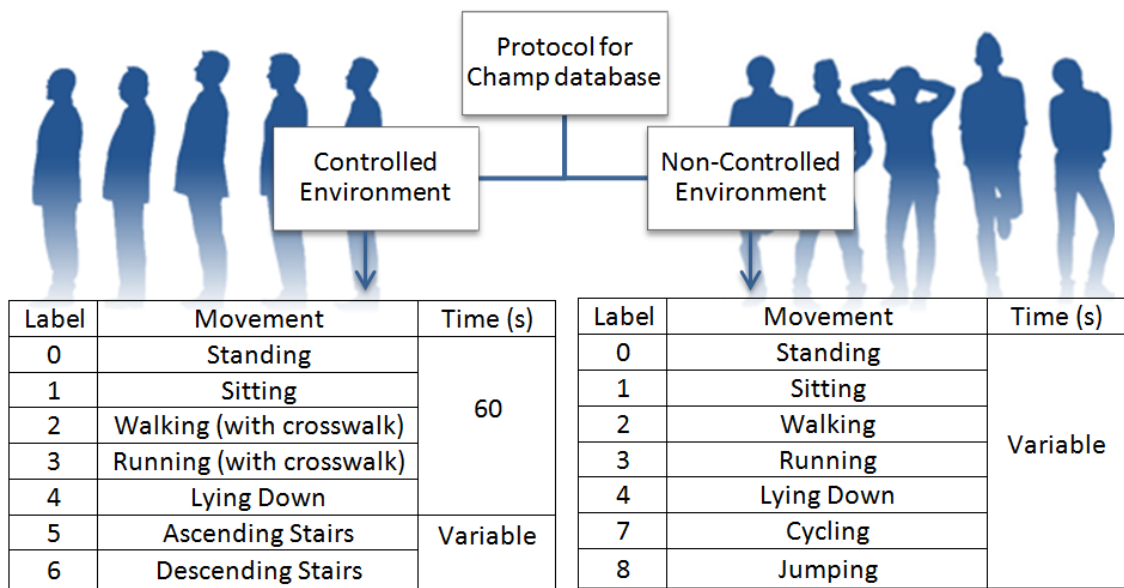 Protocol for
Champ database
Controlled
Environment
Non-Controlled
Environment
Label Movement Time (s)
0 Standing
1 Sitting
60
2 Walking (with crosswalk)
3 Running (with crosswalk)
4 Lying Down
5 Ascending Stairs Variable
6 Descending Stairs
Label Movement Time (s)
0 Standing
1 Sitting
2 Walking
Variable
3 Running
4 Lying Down
7 Cycling
8 Jumping